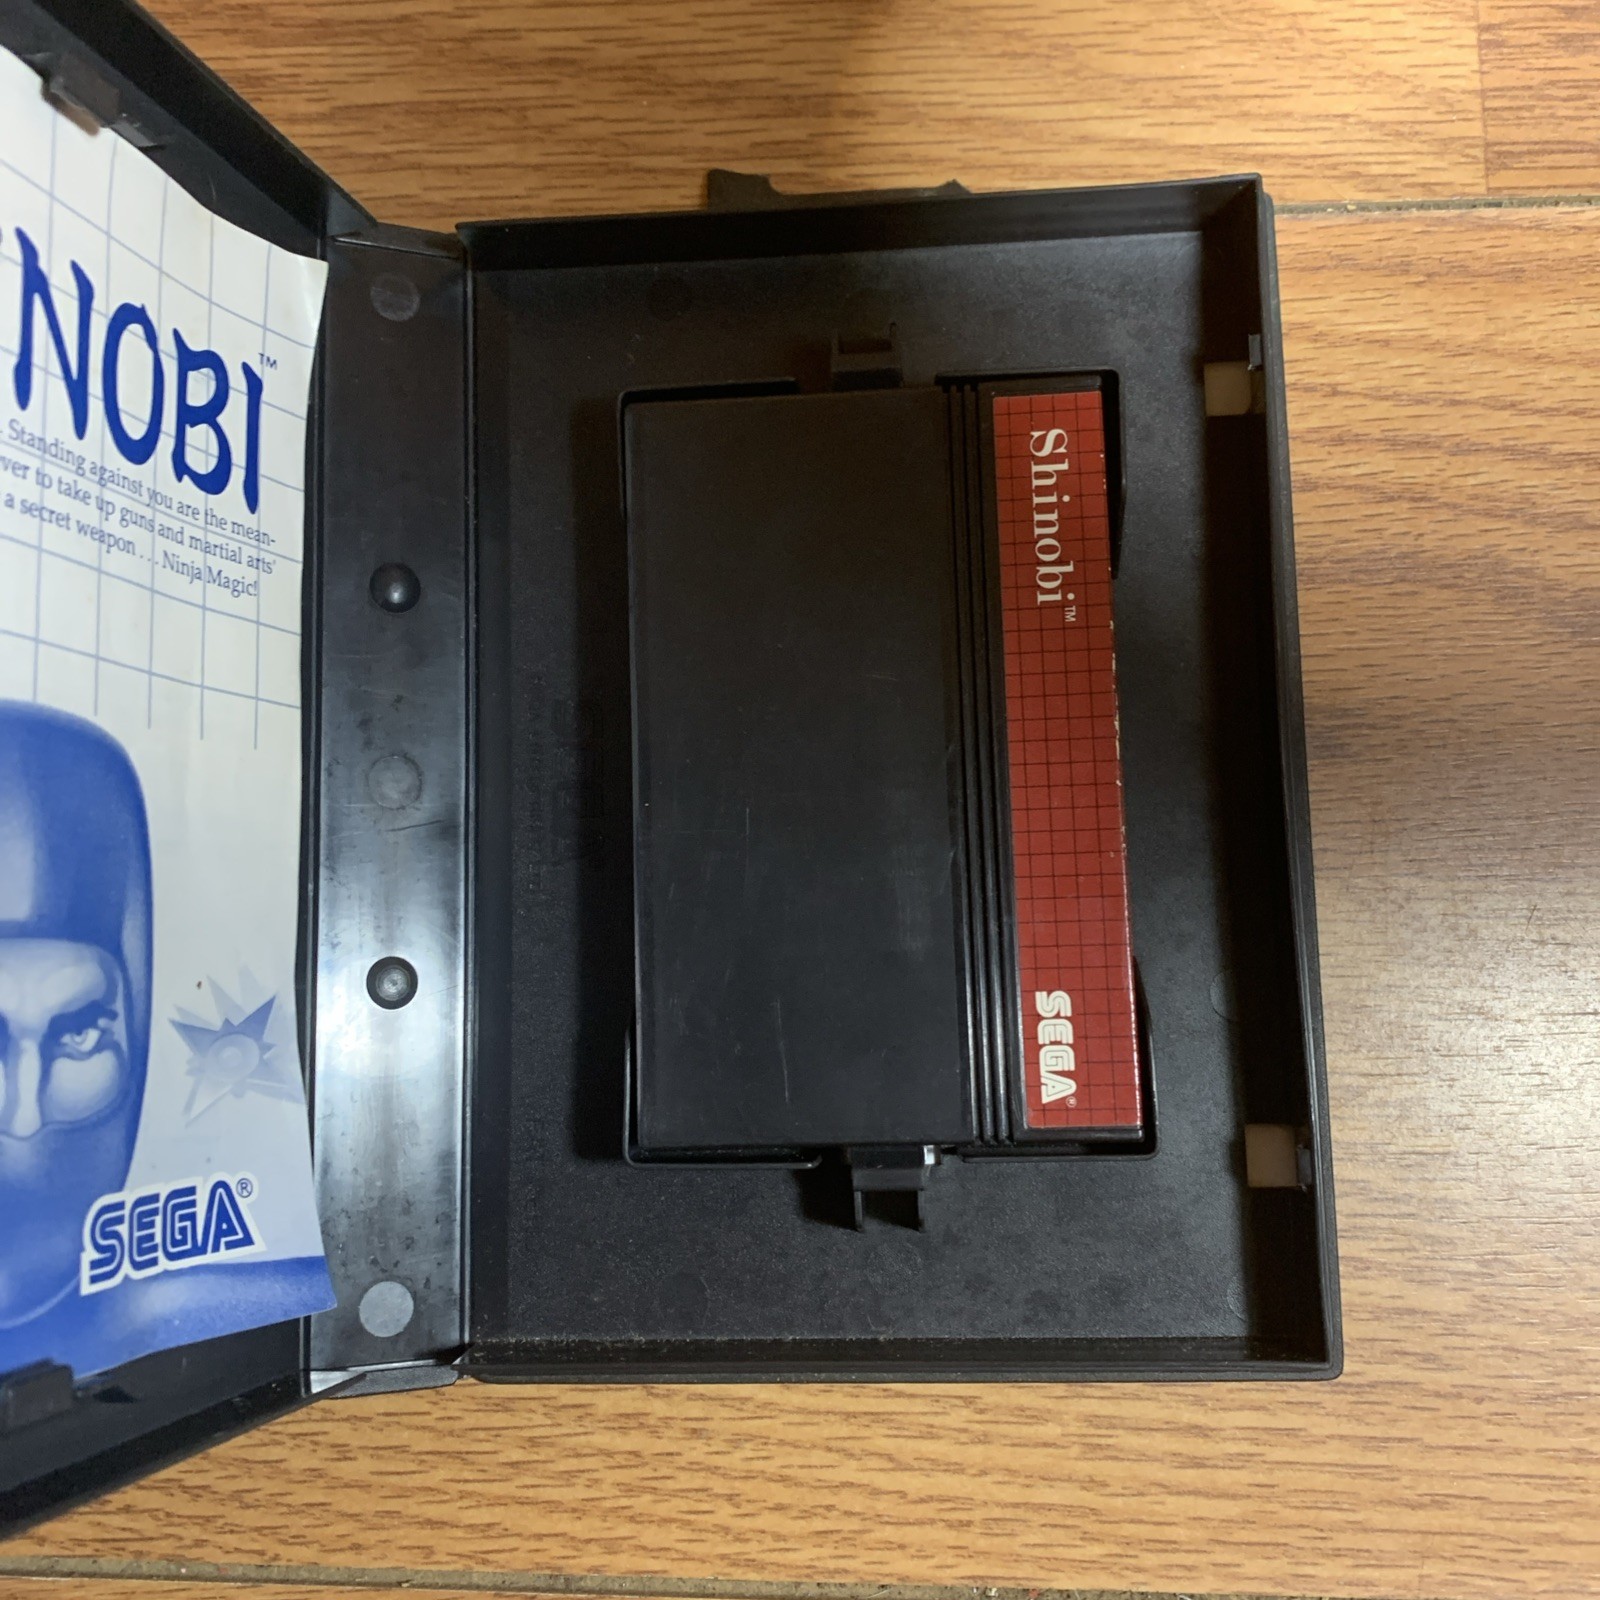 NOBI™
. Standing against you are the mean-
ver to take up guns and martial arts'
a secret weapon . . . Ninja Magic!
SEGA®
Shinobi™
SEGA®